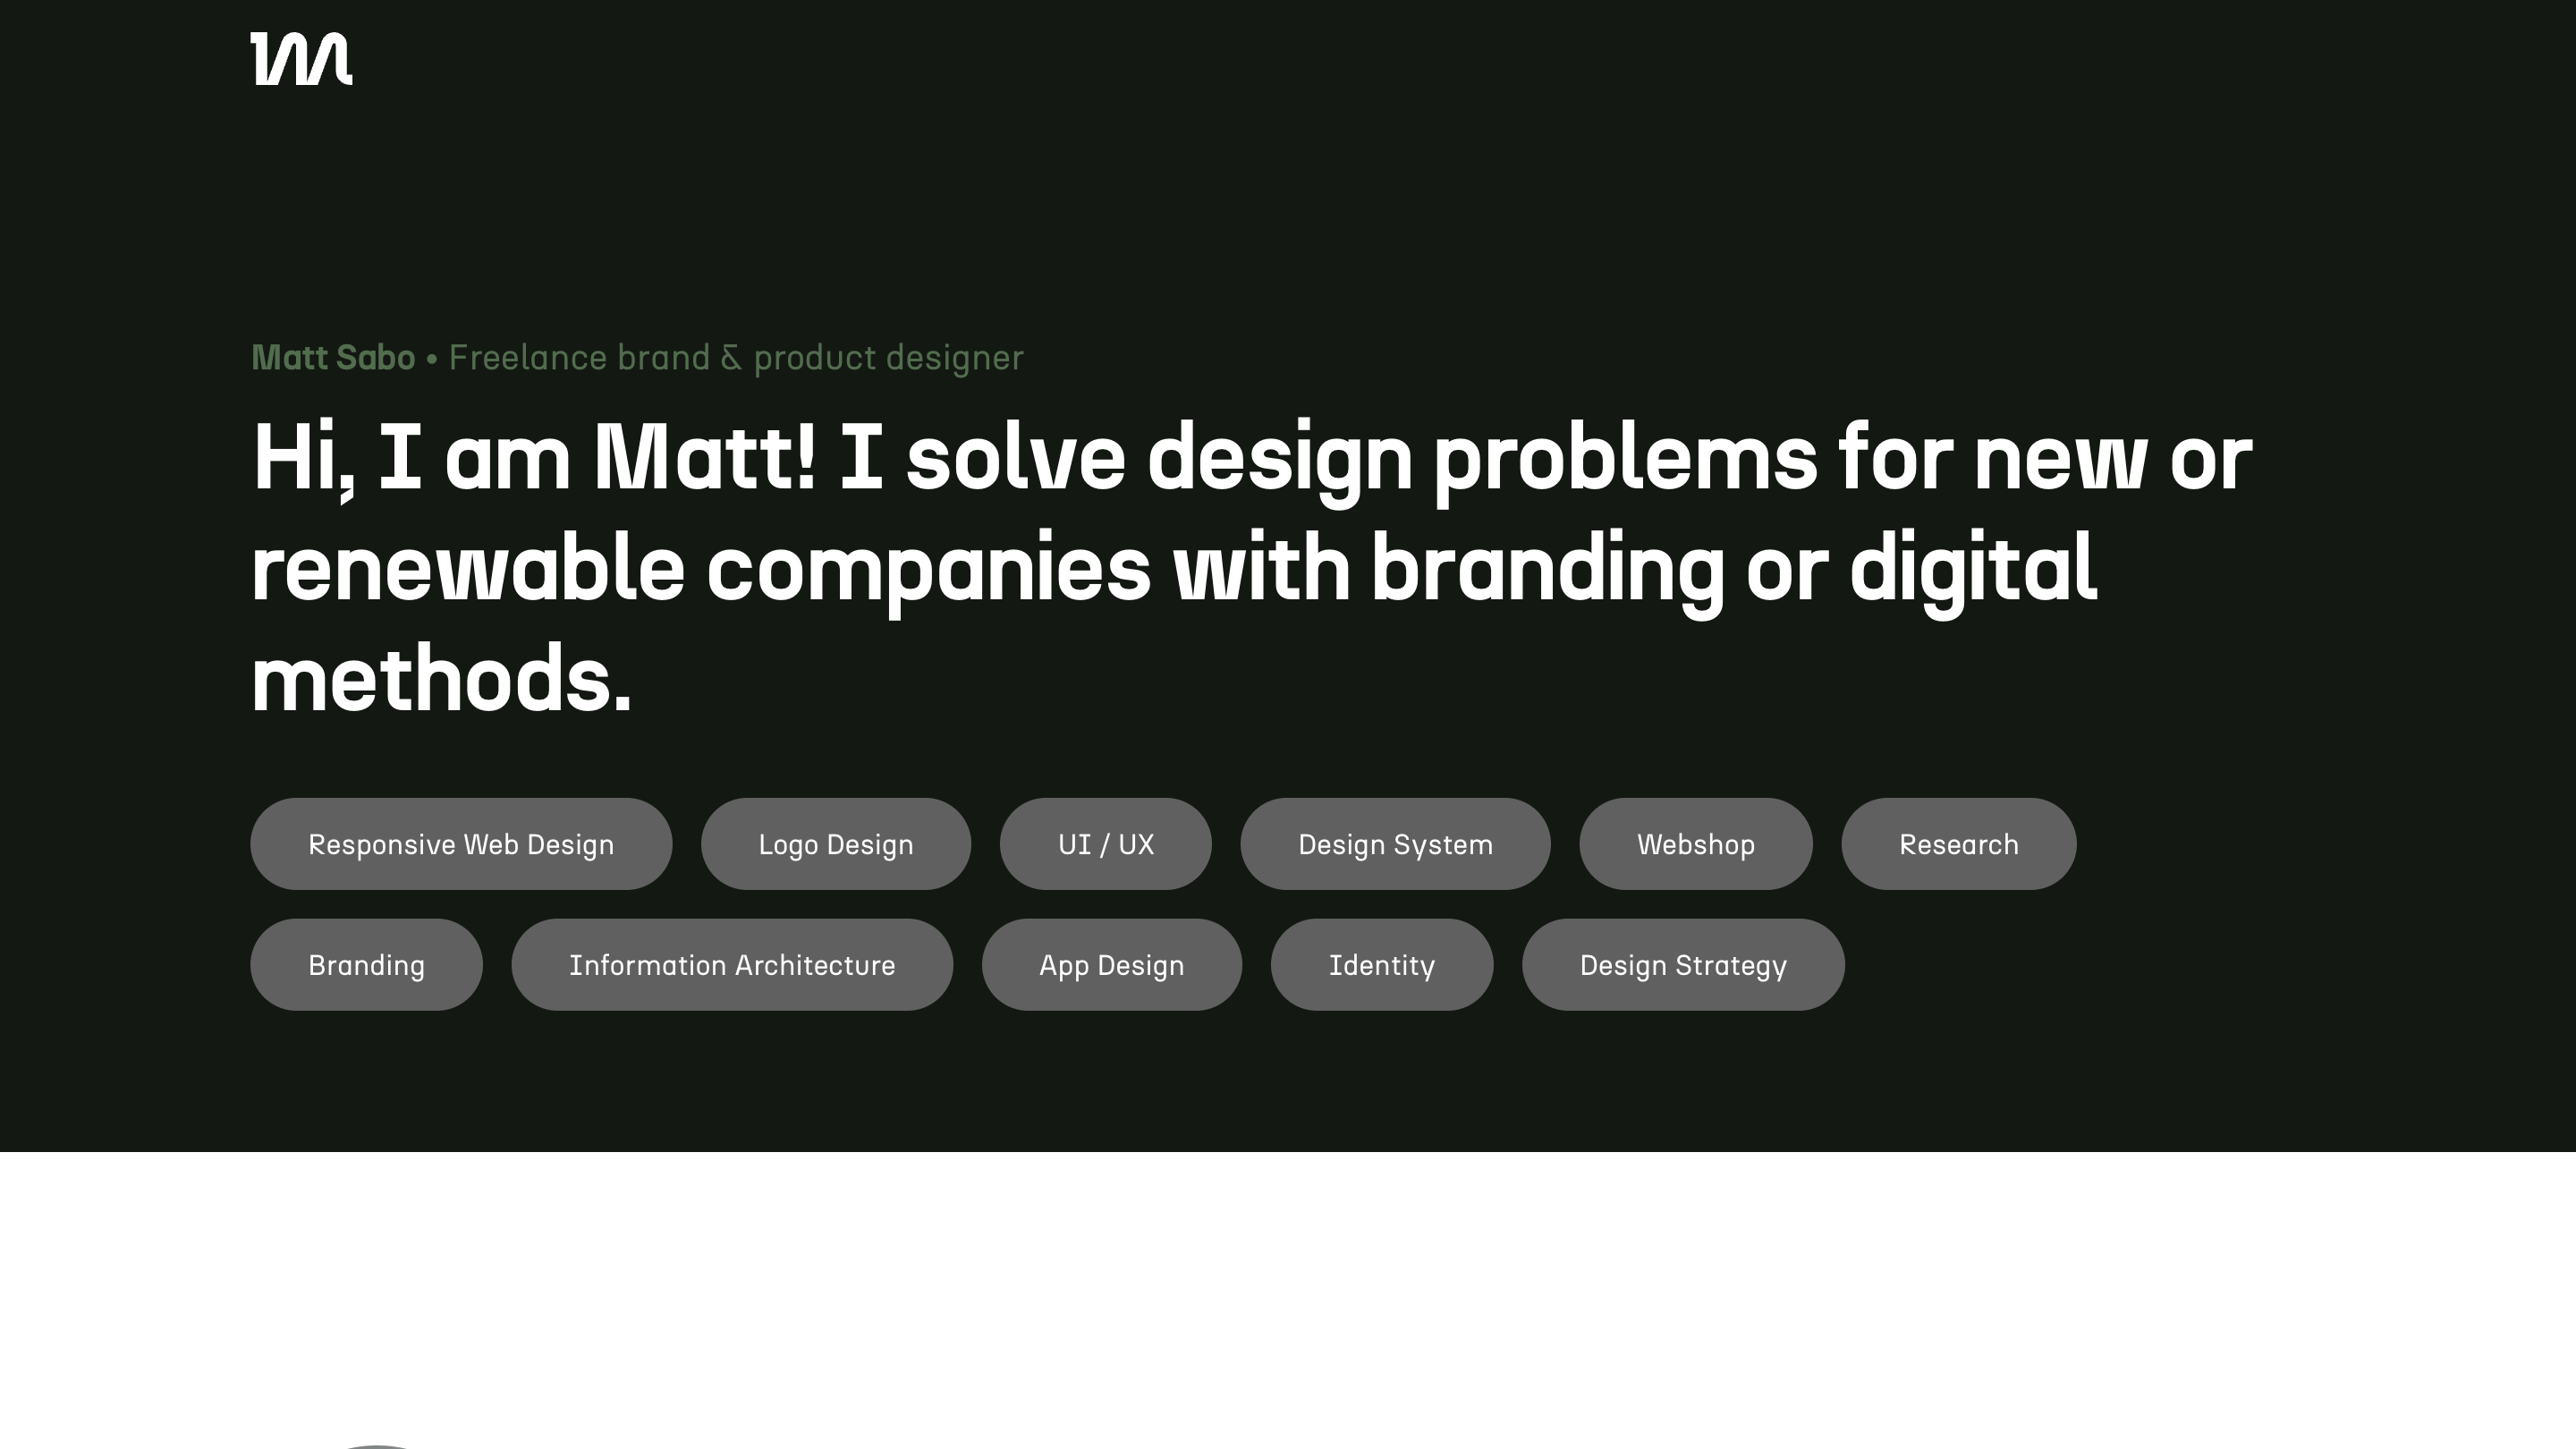 m
Matt Sabo • Freelance brand & product designer
Hi, I am Matt! I solve design problems for new or
renewable companies with branding or digital
methods.
Responsive Web Design
Logo Design
UI / UX
Design System
Webshop
Research
Branding
Information Architecture
App Design
Identity
Design Strategy